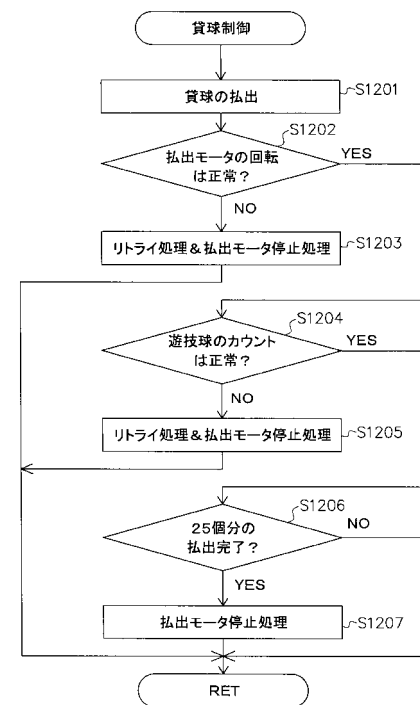 貸球制御
貸球の払出
S1201
S1202
払出モータの回転
は正常？
YES
NO
リトライ処理＆払出モータ停止処理
S1203
S1204
遊技球のカウント
は正常？
YES
NO
リトライ処理＆払出モータ停止処理
S1205
S1206
25個分の
払出完了？
NO
YES
払出モータ停止処理
S1207
RET